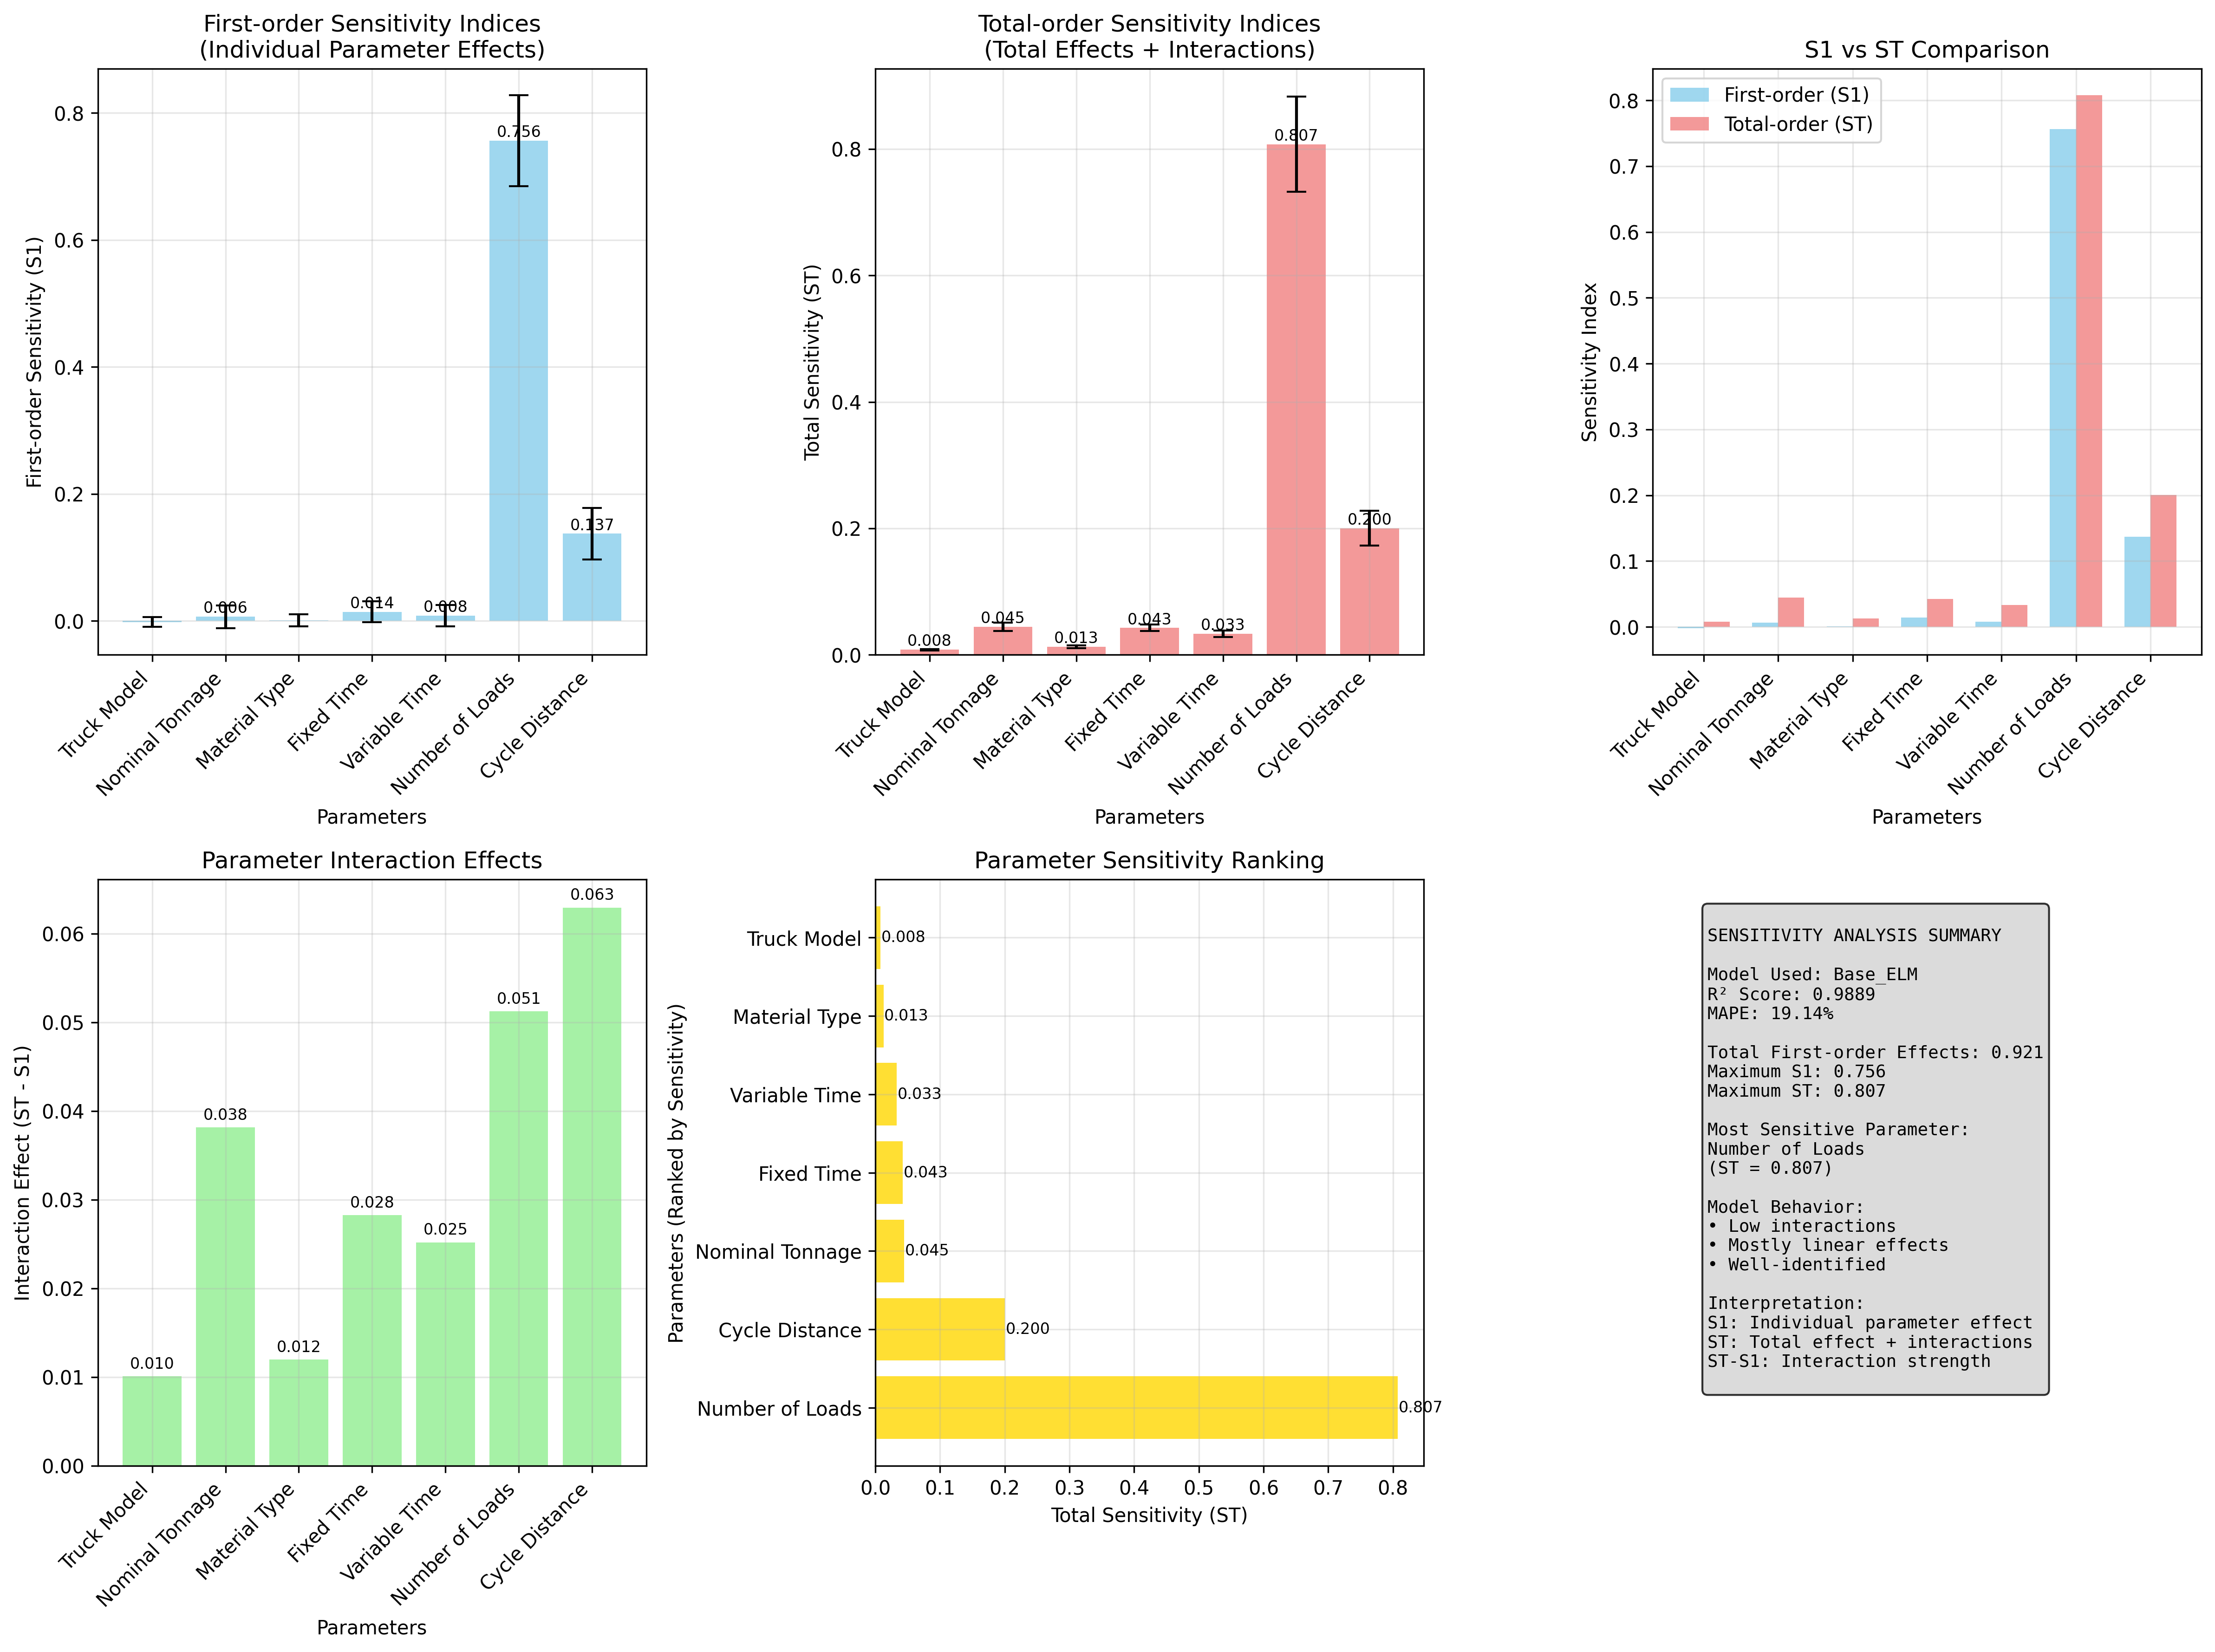 First-order Sensitivity Indices
(Individual Parameter Effects)
First-order Sensitivity (S1)
0.8
0.6
0.4
0.2
0.0
0.006
0.014
0.008
0.756
0.137
Truck Model
Nominal Tonnage
Material Type
Fixed Time
Variable Time
Number of Loads
Cycle Distance
Parameters
Total-order Sensitivity Indices
(Total Effects + Interactions)
Total Sensitivity (ST)
0.8
0.6
0.4
0.2
0.0
0.008
0.045
0.013
0.043
0.033
0.807
0.200
Truck Model
Nominal Tonnage
Material Type
Fixed Time
Variable Time
Number of Loads
Cycle Distance
Parameters
S1 vs ST Comparison
First-order (S1)
Total-order (ST)
Sensitivity Index
0.8
0.7
0.6
0.5
0.4
0.3
0.2
0.1
0.0
Truck Model
Nominal Tonnage
Material Type
Fixed Time
Variable Time
Number of Loads
Cycle Distance
Parameters
Parameter Interaction Effects
Interaction Effect (ST - S1)
0.06
0.05
0.04
0.03
0.02
0.01
0.00
0.010
0.038
0.012
0.028
0.025
0.051
0.063
Truck Model
Nominal Tonnage
Material Type
Fixed Time
Variable Time
Number of Loads
Cycle Distance
Parameters
Parameter Sensitivity Ranking
Parameters (Ranked by Sensitivity)
Truck Model 0.008
Material Type 0.013
Variable Time 0.033
Fixed Time 0.043
Nominal Tonnage 0.045
Cycle Distance 0.200
Number of Loads 0.807
0.0 0.1 0.2 0.3 0.4 0.5 0.6 0.7 0.8
Total Sensitivity (ST)
SENSITIVITY ANALYSIS SUMMARY
Model Used: Base_ELM
R² Score: 0.9889
MAPE: 19.14%
Total First-order Effects: 0.921
Maximum S1: 0.756
Maximum ST: 0.807
Most Sensitive Parameter:
Number of Loads
(ST = 0.807)
Model Behavior:
• Low interactions
• Mostly linear effects
• Well-identified
Interpretation:
S1: Individual parameter effect
ST: Total effect + interactions
ST-S1: Interaction strength